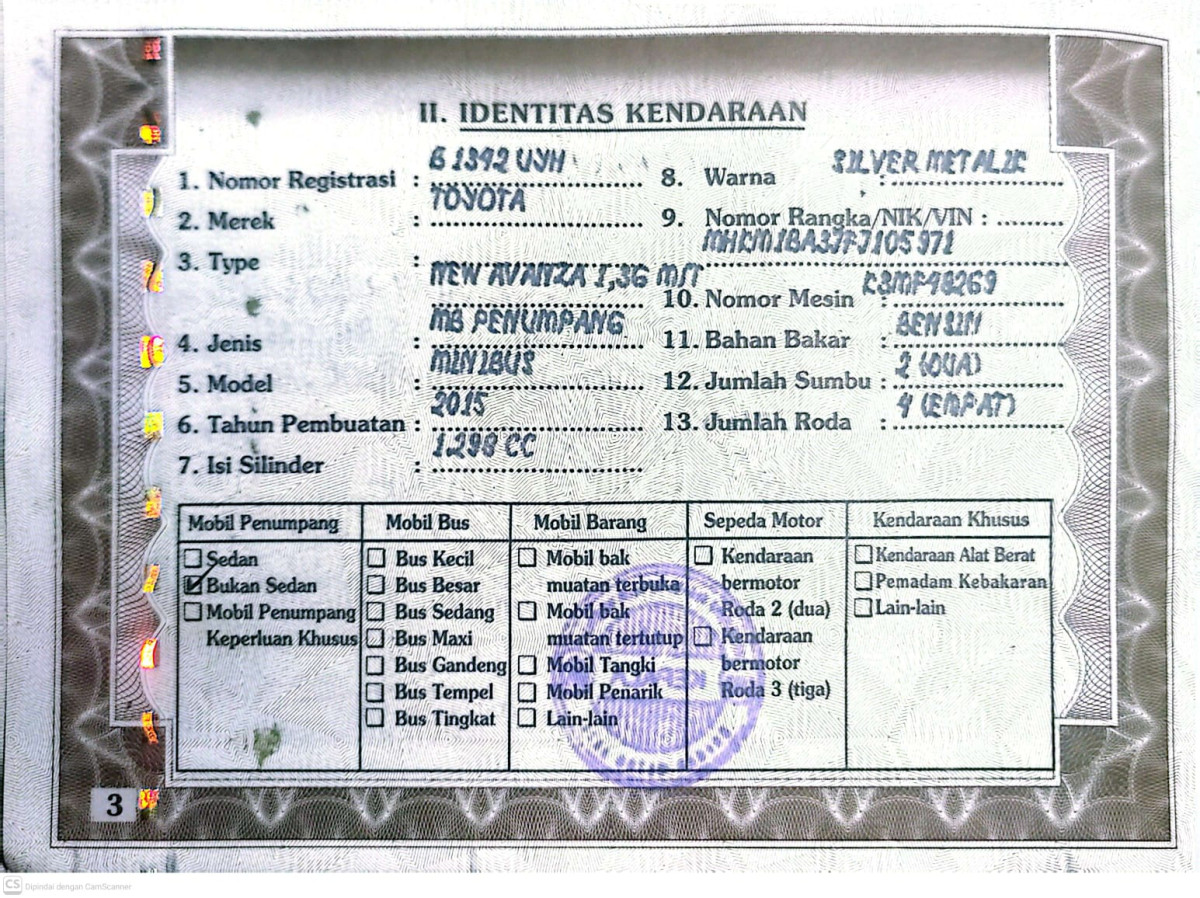 II. IDENTITAS KENDARAAN
1. Nomor Registrasi : B 1392 UYH
2. Merek : TOYOTA
3. Type : NEW AVANZA 1,3G M/T
4. Jenis : MB PENUMPANG
5. Model : MINIBUS
6. Tahun Pembuatan : 2015
7. Isi Silinder : 1.298 CC
8. Warna : SILVER METALIK
9. Nomor Rangka/NIK/VIN :
MHKM1BA3JFJ105971
10. Nomor Mesin :
11. Bahan Bakar : BENSIN
12. Jumlah Sumbu : 2 (DUA)
13. Jumlah Roda : 4 (EMPAT)
Mobil Penumpang
Sedan
Bukan Sedan
Mobil Penumpang
Keperluan Khusus
Mobil Bus
Bus Kecil
Bus Besar
Bus Sedang
Bus Maxi
Bus Gandeng
Bus Tempel
Bus Tingkat
Mobil Barang
Mobil bak
muatan terbuka
Mobil bak
muatan tertutup
Mobil Tangki
Mobil Penarik
Lain-lain
Sepeda Motor
Kendaraan
bermotor
Roda 2 (dua)
Kendaraan
bermotor
Roda 3 (tiga)
Kendaraan Khusus
Kendaraan Alat Berat
Pemadam Kebakaran
Lain-lain
3
CS Dipindai dengan CamScanner